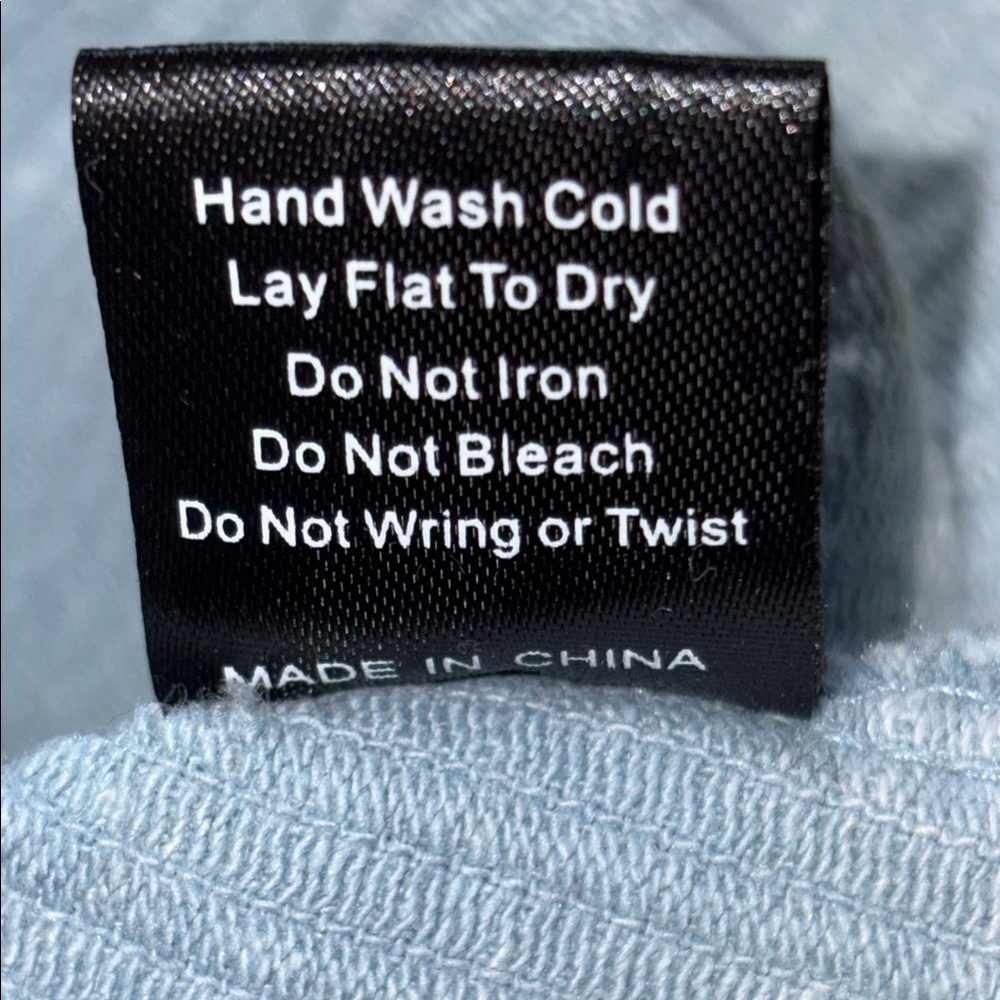 Hand Wash Cold
Lay Flat To Dry
Do Not Iron
Do Not Bleach
Do Not Wring or Twist
MADE IN CHINA